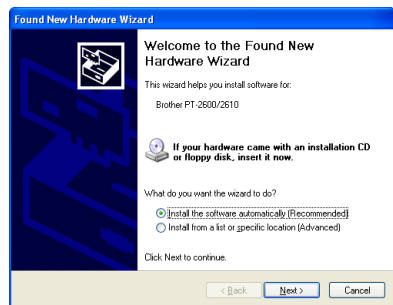 Found New Hardware Wizard
Welcome to the Found New
Hardware Wizard
This wizard helps you install software for:
Brother PT-2600/2610
If your hardware came with an installation CD
or floppy disk, insert it now.
What do you want the wizard to do?
Install the software automatically (Recommended)
Install from a list or specific location (Advanced)
Click Next to continue.
< Back
Next >
Cancel